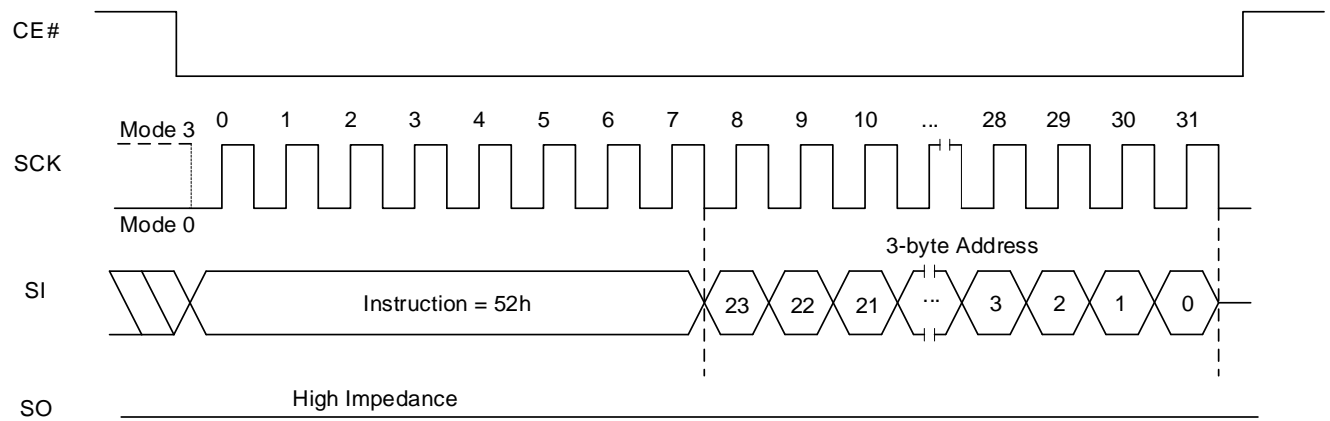 CE#
Mode 3 0 1 2 3 4 5 6 7 8 9 10 ... 28 29 30 31
SCK
Mode 0
3-byte Address
SI Instruction = 52h 23 22 21 ... 3 2 1 0
High Impedance
SO